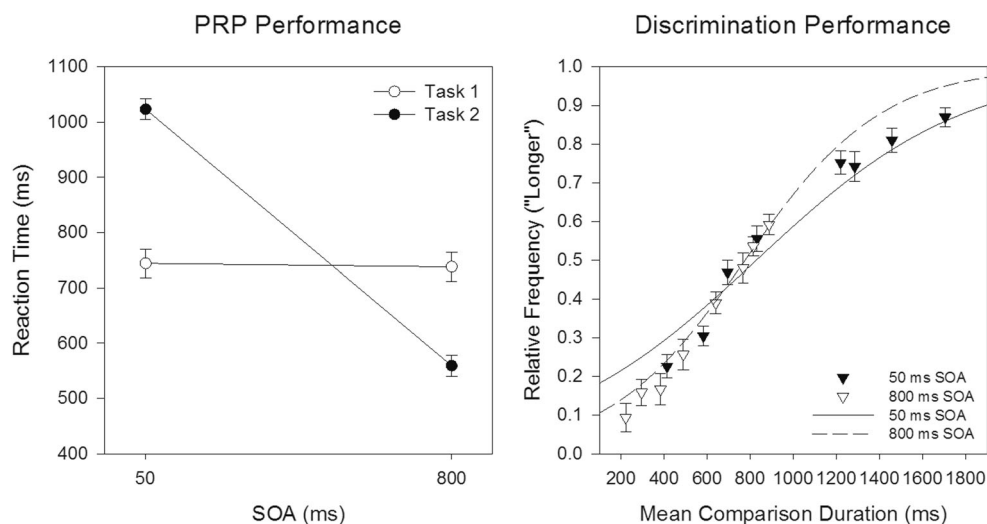 PRP Performance
1100
1000
900
800
700
600
500
400
Reaction Time (ms)
Task 1
Task 2
50
800
SOA (ms)
Discrimination Performance
1.0
0.9
0.8
0.7
0.6
0.5
0.4
0.3
0.2
0.1
0.0
Relative Frequency ("Longer")
50 ms SOA
800 ms SOA
50 ms SOA
800 ms SOA
200 400 600 800 1000 1200 1400 1600 1800
Mean Comparison Duration (ms)